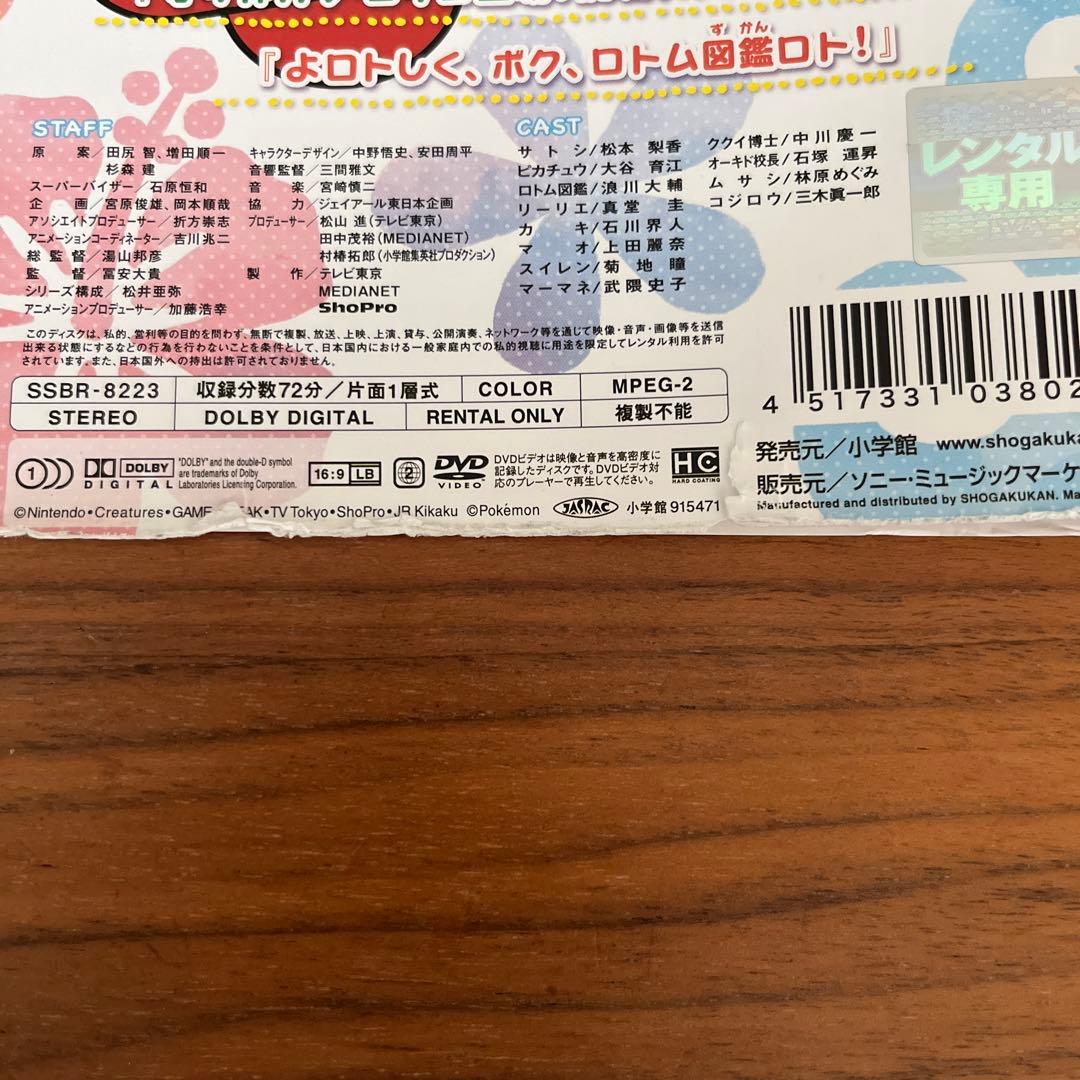 『よロトしく、ボク、ロトム図鑑ロト!』
ずかん
STAFF
原案/田尻 智、増田順一
杉森 建
スーパーバイザー/石原恒和
企画/宮原俊雄、岡本順哉
アソシエイトプロデューサー/折方崇志
アニメーションコーディネーター/吉川兆二
総監督/湯山邦彦
監督/冨安大貴
シリーズ構成/松井亜弥
アニメーションプロデューサー/加藤浩幸
キャラクターデザイン/中野悟史、安田周平
音響監督/三間雅文
音楽/宮崎慎二
協力/ジェイアール東日本企画
プロデューサー/松山 進(テレビ東京)
田中茂裕(MEDIANET)
村椿拓郎(小学館集英社プロダクション)
製作/テレビ東京
MEDIANET
ShoPro
CAST
サトシ/松本 梨香
ピカチュウ/大谷 育江
ロトム図鑑/浪川大輔
リーリエ/真堂 圭
カキ/石川界人
マオ/上田麗奈
スイレン/菊地 瞳
マーマネ/武隈史子
ククイ博士/中川慶一
オーキド校長/石塚 運昇
ムサシ/林原めぐみ
コジロウ/三木眞一郎
レンタル
専用
このディスクは、私的、営利等の目的を問わず、無断で複製、放送、上映、上演、貸与、公開演奏、ネットワーク等を通じて映像・音声・画像等を送信
出来る状態にするなどの行為を行わないことを条件として、日本国内における一般家庭内での私的視聴に用途を限定してレンタル利用を許可
されています。また、日本国外への持出は許可されておりません。
SSBR-8223 収録分数72分/片面1層式 COLOR MPEG-2
STEREO DOLBY DIGITAL RENTAL ONLY 複製不能
4 517331 03802
1 DOLBY DIGITAL
"DOLBY" and the double-D symbol
are trademarks of Dolby
Laboratories Licensing Corporation.
16:9 LB
2
DVD VIDEO
DVDビデオは映像と音声を高密度に
記録したディスクです。DVDビデオ対
応のプレーヤーで再生してください。
HC HARD CODING
発売元/小学館 www.shogakuka
販売元/ソニー・ミュージックマーケ
Manufactured and distributed by SHOGAKUKAN. Ma
©Nintendo・Creatures・GAME AK・TV Tokyo・ShoPro・JR Kikaku ©Pokémon JASRAC 小学館 915471